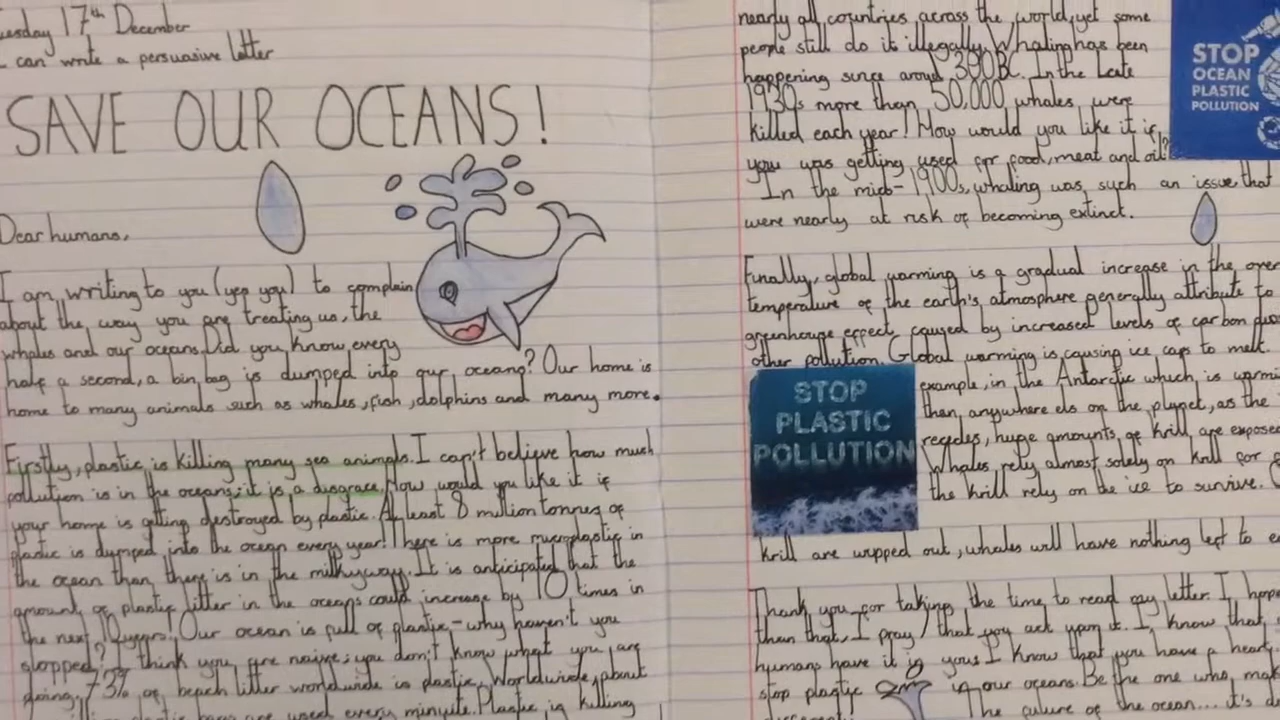 uesday 17th December
I can write a persuasive letter
SAVE OUR OCEANS!
Dear humans,
I am writing to you (yep you) to complain
about the way you are treating us, the
whales and our oceans. Did you know, every
half a second, a bin bag is dumped into our oceans? Our home is
home to many animals such as whales, fish, dolphins and many more.
Firstly, plastic is killing many sea animals. I can't believe how much
pollution is in the oceans; it is a disgrace. How would you like it if
your home is getting destroyed by plastic. At least 8 million tonnes of
plastic is dumped into the ocean every year! There is more microplastic in
the ocean than there is in the milkyway. It is anticipated that the
amount of plastic litter in the oceans could increase by 10 times in
the next 10 years! Our ocean is full of plastic - why haven't you
stopped? I think you are naive; you don't know what you are
doing. 73% of beach litter worldwide is plastic. Worldwide, about
plastic bags are used every minute. Plastic is killing
nearly all countries across the world, yet some
people still do it illegally. Whaling has been
happening since around 390BC. In the Late
1930s more than 50,000 whales were
killed each year! How would you like it if
you was getting used for food, meat and oil?
In the mid-1900s, whaling was such an issue that
were nearly at risk of becoming extinct.
STOP
OCEAN
PLASTIC
POLLUTION
Finally, global warming is a gradual increase in the over
temperature of the earth's atmosphere generally attribute to
greenhouse effect caused by increased levels of carbon
other pollution. Global warming is causing ice caps to melt.
example, in the Antarctic which is warmi
than anywhere els on the planet, as the
recedes, huge amounts of Krill are expose
Whales rely almost solely on Krill for
the Krill rely on the ice to survive.
STOP
PLASTIC
POLLUTION
Krill are wipped out, whales will have nothing left to e
Thank you for taking the time to read my letter. I hope
than that, I pray that you act upon it. I know that
humans have it in yous I know that you have a heart.
stop plastic in our oceans. Be the one who mak
The future of the ocean... it's